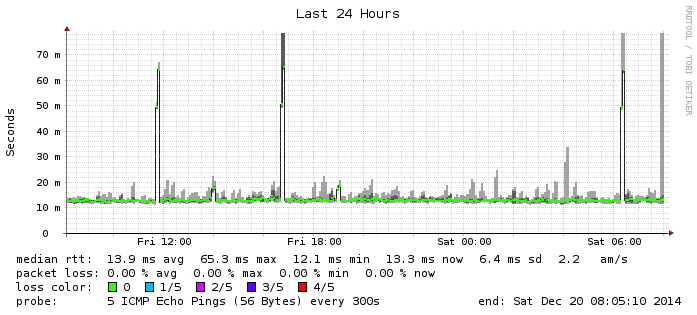 Last 24 Hours
RRDTOOL / TOBI OETIKER
Seconds
70 m
60 m
50 m
40 m
30 m
20 m
10 m
0
Fri 12:00 Fri 18:00 Sat 00:00 Sat 06:00
median rtt: 13.9 ms avg 65.3 ms max 12.1 ms min 13.3 ms now 6.4 ms sd 2.2 am/s
packet loss: 0.00 % avg 0.00 % max 0.00 % min 0.00 % now
loss color: 0 1/5 2/5 3/5 4/5
probe: 5 ICMP Echo Pings (56 Bytes) every 300s end: Sat Dec 20 08:05:10 2014